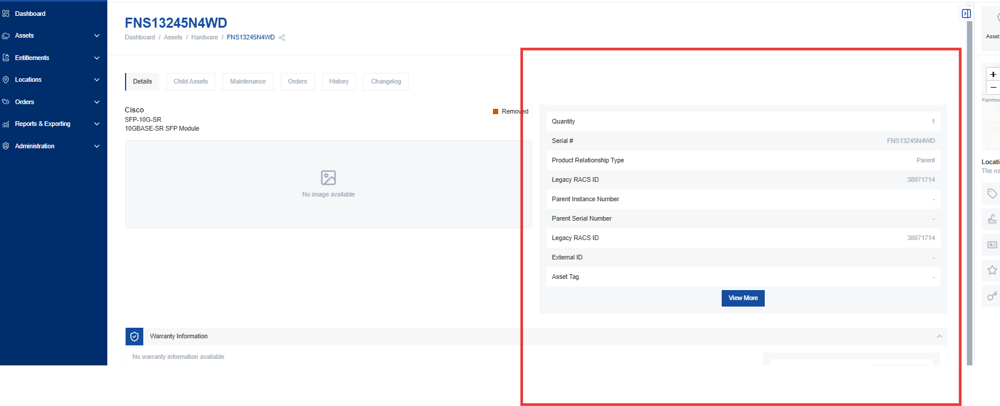 Dashboard
Assets
Entitlements
Locations
Orders
Reports & Exporting
Administration
FNS13245N4WD
Dashboard / Assets / Hardware / FNS13245N4WD
Details
Child Assets
Maintenance
Orders
History
Changelog
Cisco
SFP-10G-SR
10GBASE-SR SFP Module
Removed
No image available
Quantity 1
Serial # FNS13245N4WD
Product Relationship Type Parent
Legacy RACS ID 38071714
Parent Instance Number -
Parent Serial Number -
Legacy RACS ID 38071714
External ID -
Asset Tag -
View More
Warranty Information
No warranty information available
Asset
+
−
Fairmo
Locati
The na